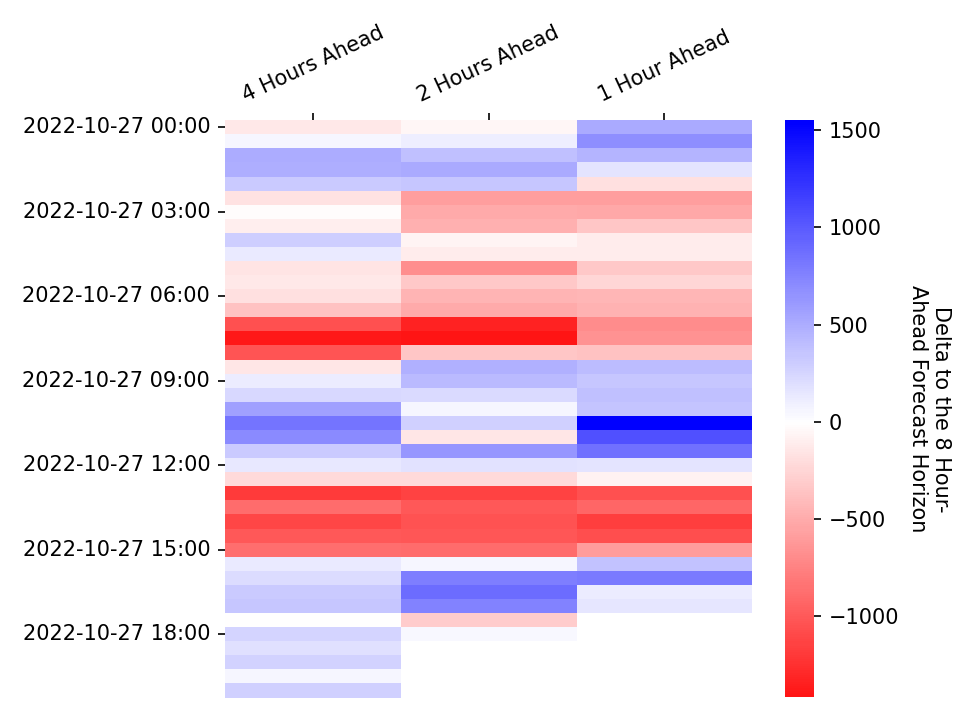 4 Hours Ahead
2 Hours Ahead
1 Hour Ahead
2022-10-27 00:00
2022-10-27 03:00
2022-10-27 06:00
2022-10-27 09:00
2022-10-27 12:00
2022-10-27 15:00
2022-10-27 18:00
1500
1000
500
0
−500
−1000
Delta to the 8 Hour-
Ahead Forecast Horizon